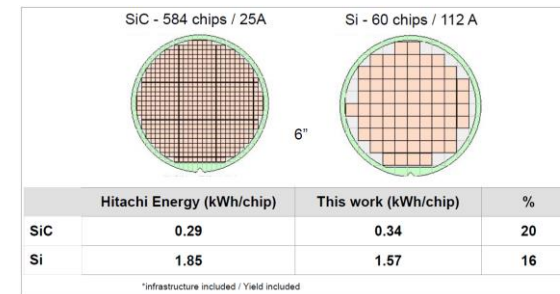 SiC - 584 chips / 25A
Si - 60 chips / 112 A
6"
Hitachi Energy (kWh/chip) This work (kWh/chip) %
SiC 0.29 0.34 20
Si 1.85 1.57 16
*infrastructure included / Yield included